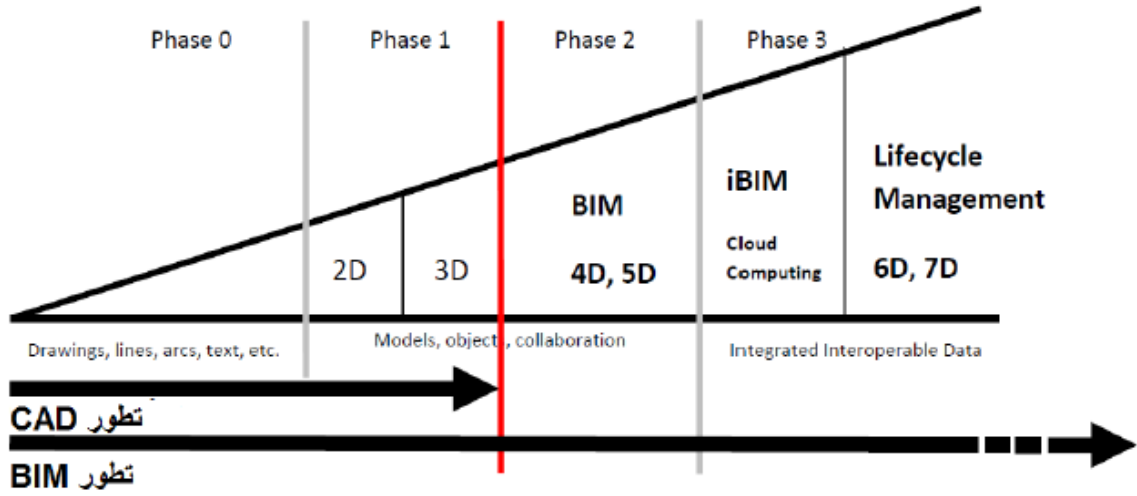 Phase 0
Phase 1
Phase 2
Phase 3
2D
3D
BIM
4D, 5D
iBIM
Cloud
Computing
Lifecycle
Management
6D, 7D
Drawings, lines, arcs, text, etc.
Models, objects, collaboration
Integrated Interoperable Data
تطور CAD
تطور BIM